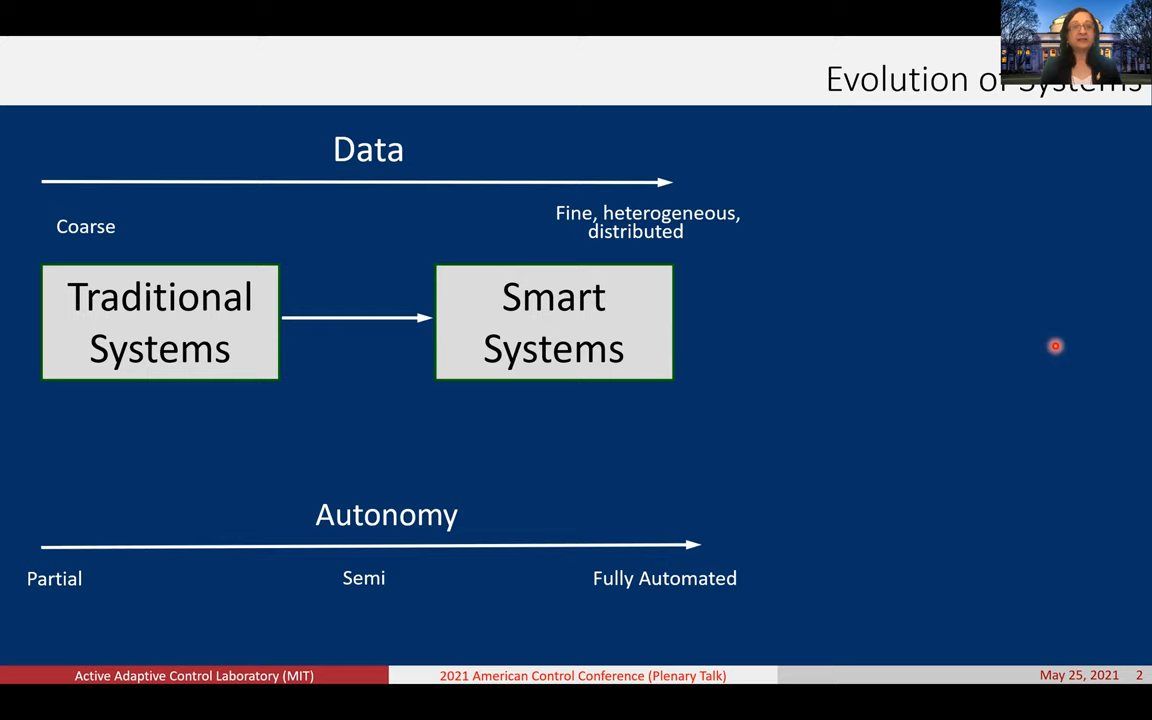 Evolution of Systems
Data
Coarse
Fine, heterogeneous,
distributed
Traditional
Systems
Smart
Systems
Autonomy
Partial
Semi
Fully Automated
Active Adaptive Control Laboratory (MIT)
2021 American Control Conference (Plenary Talk)
May 25, 2021 2